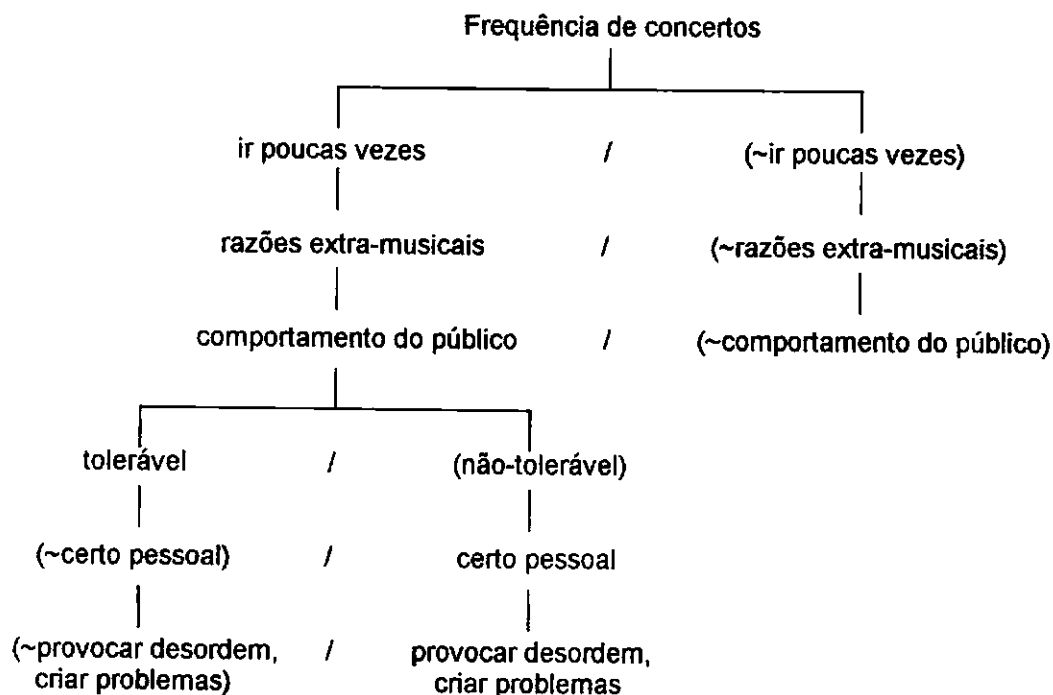 Frequência de concertos
ir poucas vezes / (~ir poucas vezes)
razões extra-musicais / (~razões extra-musicais)
comportamento do público / (~comportamento do público)
tolerável / (não-tolerável)
(~certo pessoal) / certo pessoal
(~provocar desordem, / provocar desordem,
criar problemas) criar problemas